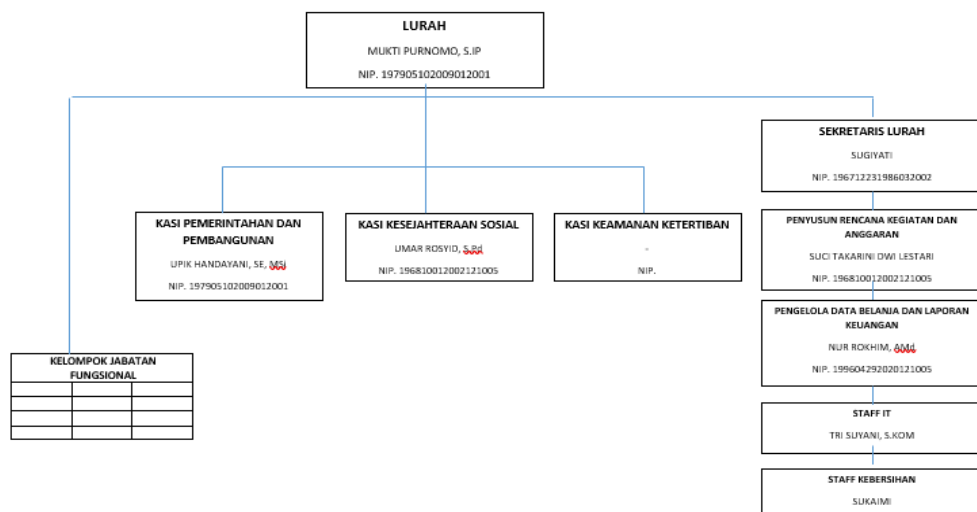 LURAH
MUKTI PURNOMO, S.IP
NIP. 197905102009012001
SEKRETARIS LURAH
SUGIYATI
NIP. 196712231986032002
KASI PEMERINTAHAN DAN
PEMBANGUNAN
UPIK HANDAYANI, SE, MSi
NIP. 197905102009012001
KASI KESEJAHTERAAN SOSIAL
UMAR ROSYID, S.Pd
NIP. 196810012002121005
KASI KEAMANAN KETERTIBAN
-
NIP.
PENYUSUN RENCANA KEGIATAN DAN
ANGGARAN
SUCI TAKARINI DWI LESTARI
NIP. 196810012002121005
PENGELOLA DATA BELANJA DAN LAPORAN
KEUANGAN
NUR ROKHIM, AMd
NIP. 199604292020121005
KELOMPOK JABATAN
FUNGSIONAL
STAFF IT
TRI SUYANI, S.KOM
STAFF KEBERSIHAN
SUKAIMI